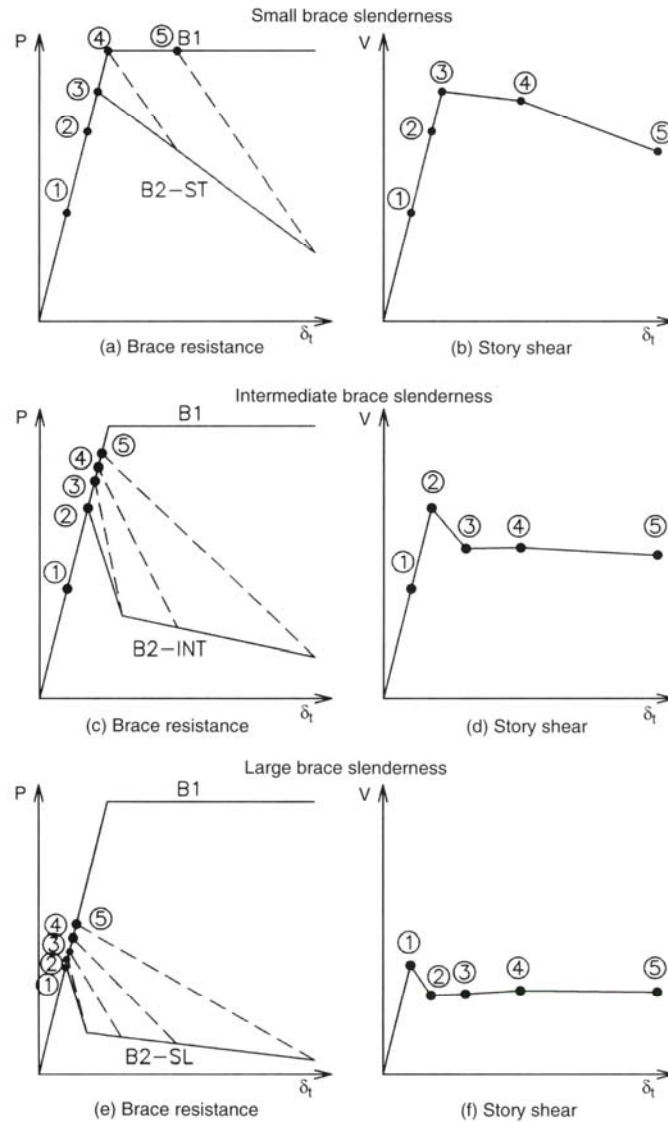 Small brace slenderness
P
④
⑤
B1
③
②
①
B2-ST
δt
(a) Brace resistance
V
③
④
②
⑤
①
δt
(b) Story shear
Intermediate brace slenderness
P
B1
⑤
④
③
②
①
B2-INT
δt
(c) Brace resistance
V
②
③
④
⑤
①
δt
(d) Story shear
Large brace slenderness
P
B1
④
⑤
③
②
①
B2-SL
δt
(e) Brace resistance
V
①
②
③
④
⑤
δt
(f) Story shear